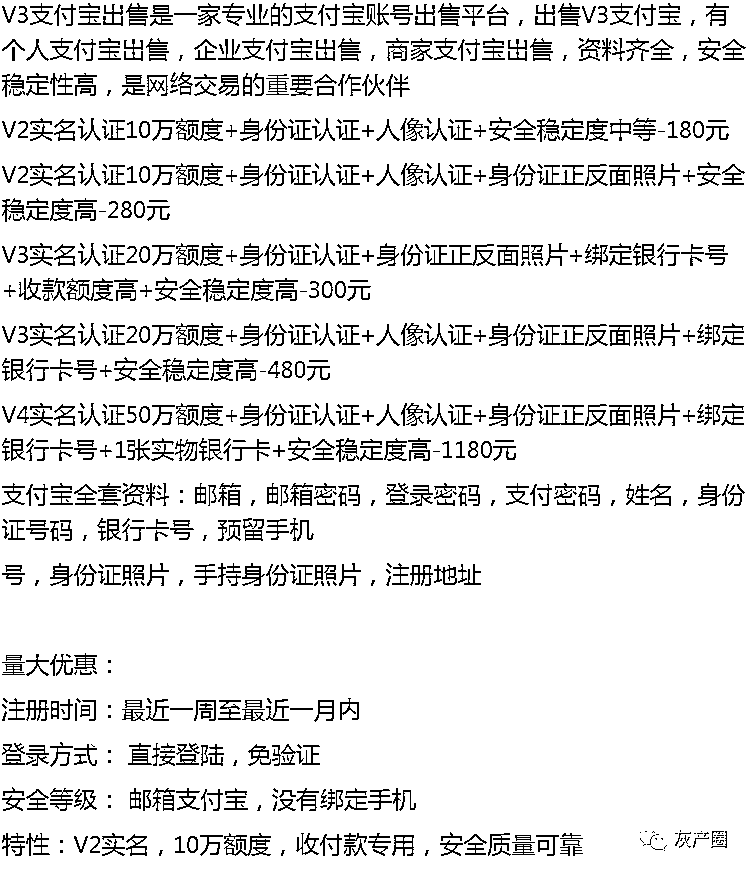 V3支付宝出售是一家专业的支付宝账号出售平台，出售V3支付宝，有
个人支付宝出售，企业支付宝出售，商家支付宝出售，资料齐全，安全
稳定性高，是网络交易的重要合作伙伴
V2实名认证10万额度+身份证认证+人像认证+安全稳定度中等-180元
V2实名认证10万额度+身份证认证+人像认证+身份证正反面照片+安全
稳定度高-280元
V3实名认证20万额度+身份证认证+身份证正反面照片+绑定银行卡号
+收款额度高+安全稳定度高-300元
V3实名认证20万额度+身份证认证+人像认证+身份证正反面照片+绑定
银行卡号+安全稳定度高-480元
V4实名认证50万额度+身份证认证+人像认证+身份证正反面照片+绑定
银行卡号+1张实物银行卡+安全稳定度高-1180元
支付宝全套资料：邮箱，邮箱密码，登录密码，支付密码，姓名，身份
证号码，银行卡号，预留手机
号，身份证照片，手持身份证照片，注册地址
量大优惠：
注册时间：最近一周至最近一月内
登录方式： 直接登陆，免验证
安全等级： 邮箱支付宝，没有绑定手机
特性：V2实名，10万额度，收付款专用，安全质量可靠
灰产圈